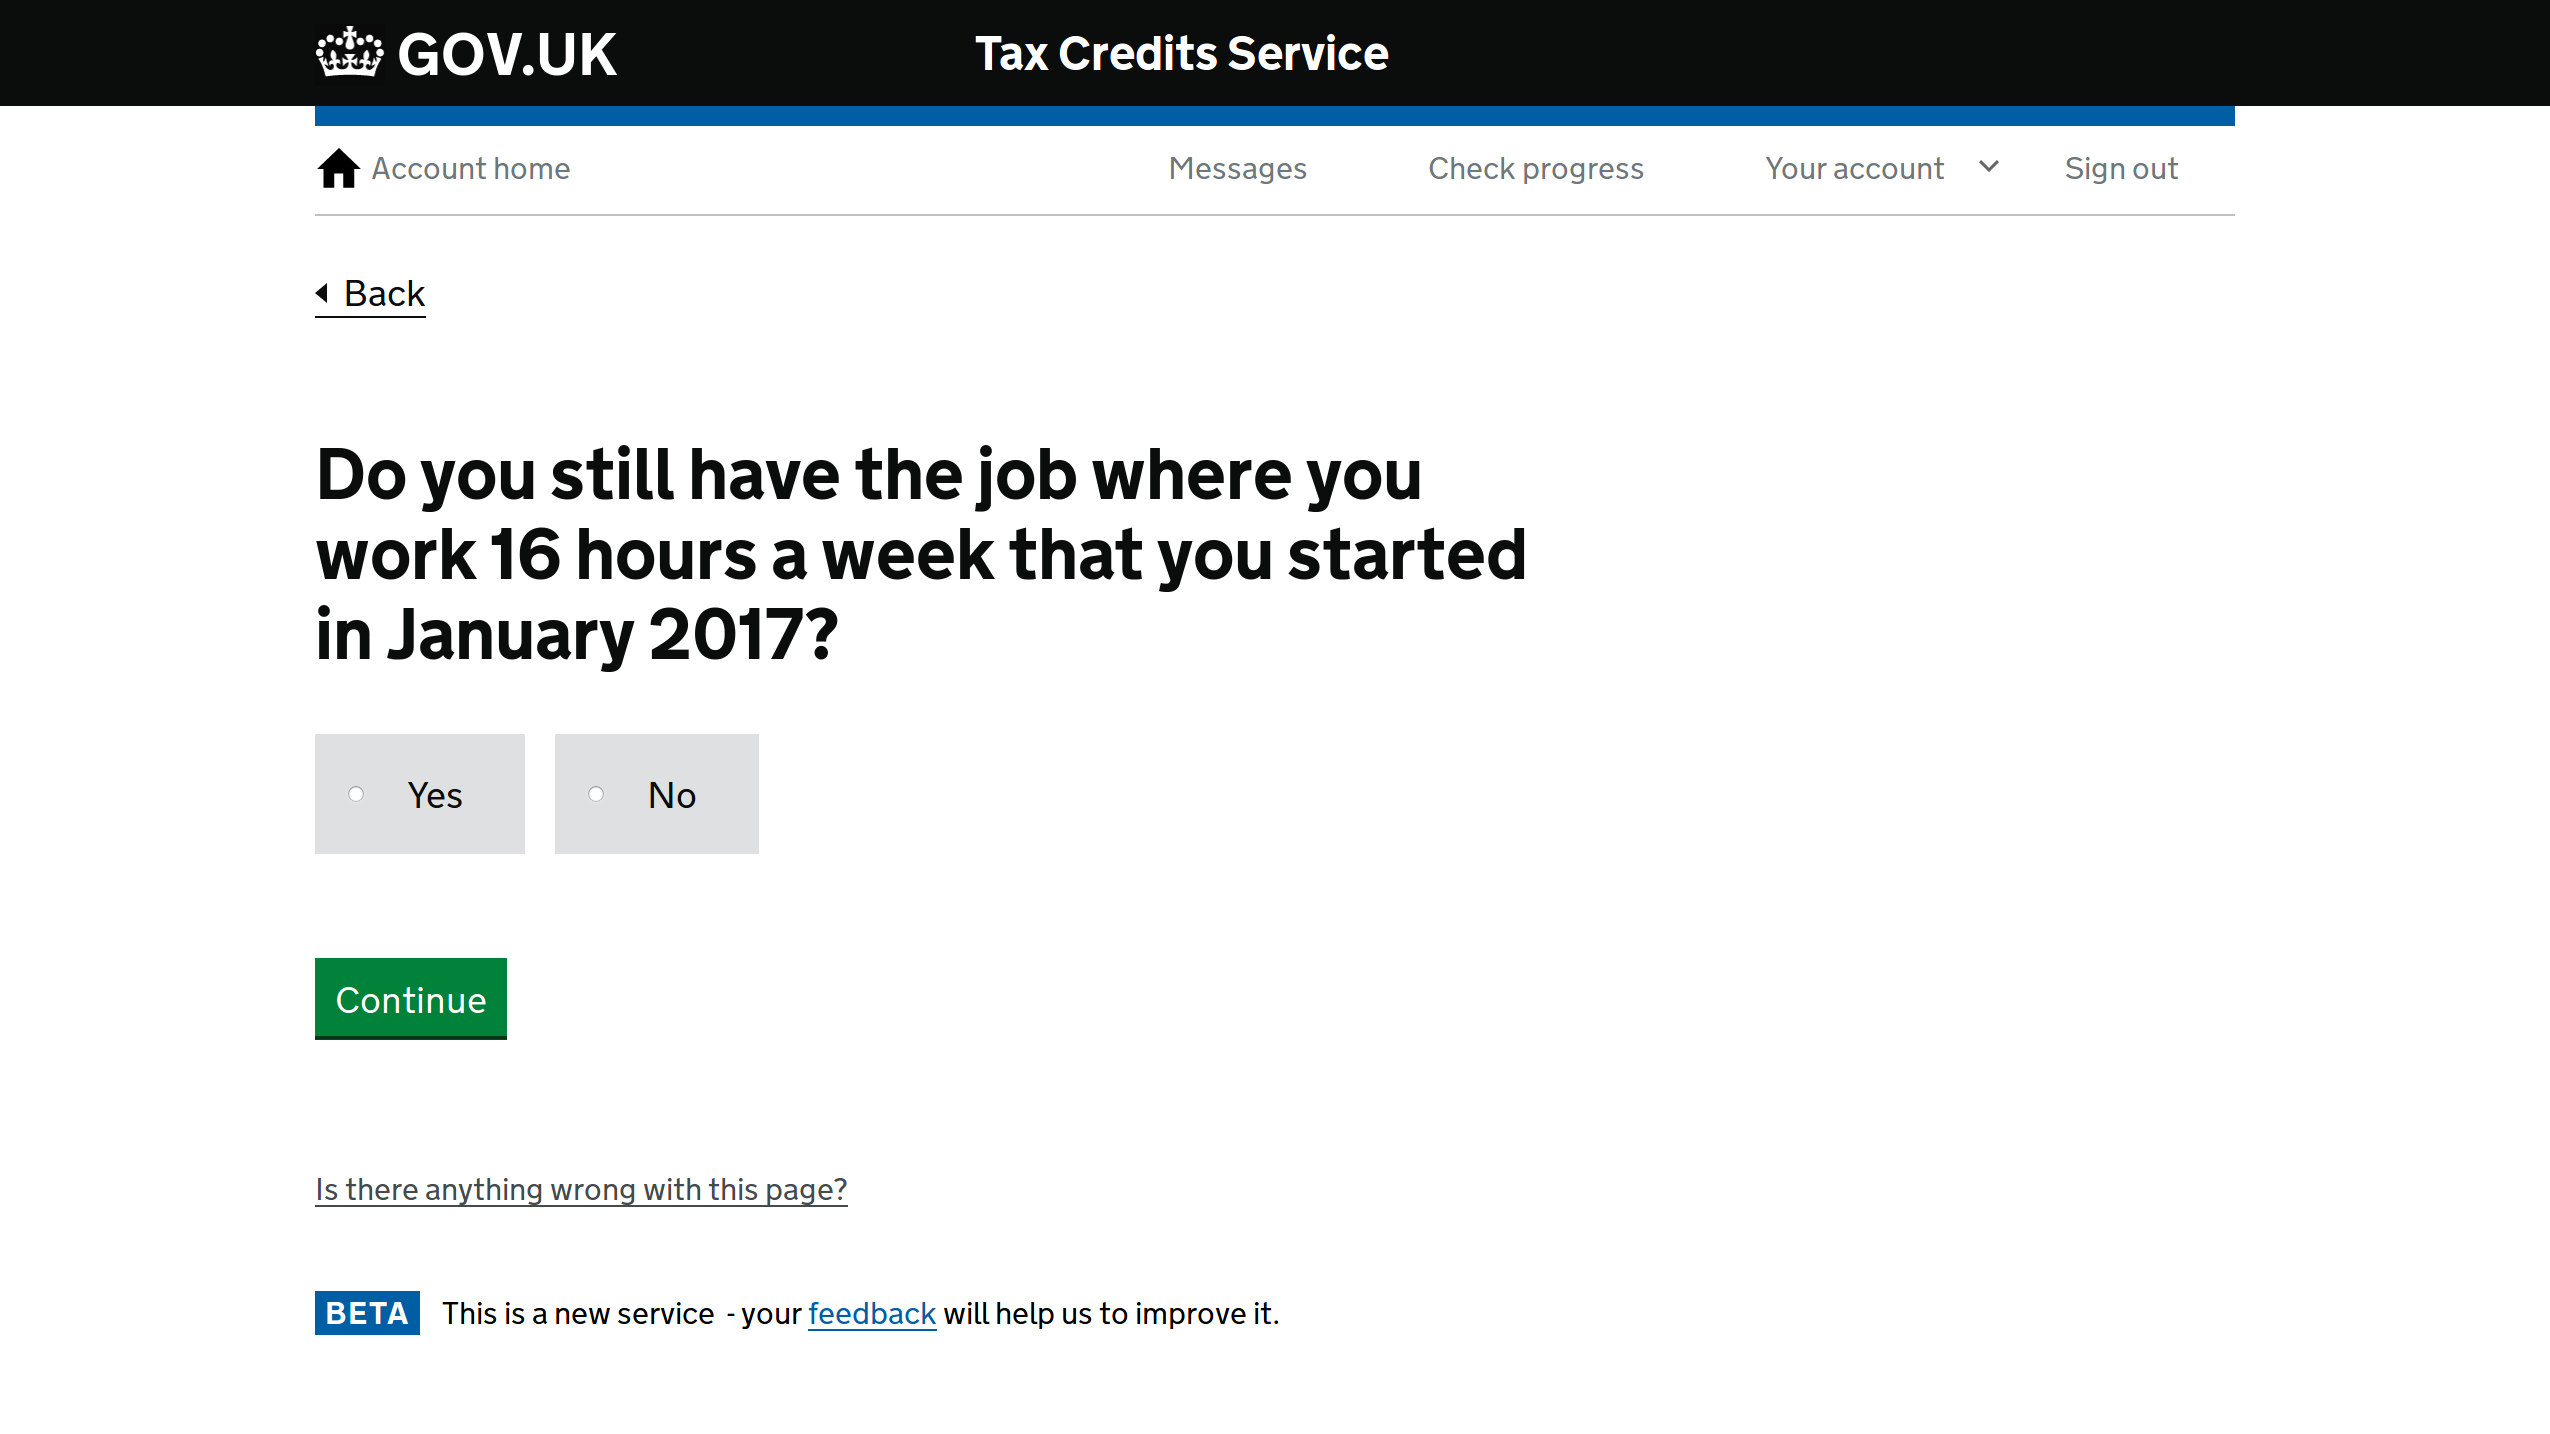 GOV.UK
Tax Credits Service
Account home
Messages
Check progress
Your account
Sign out
Back
Do you still have the job where you
work 16 hours a week that you started
in January 2017?
Yes
No
Continue
Is there anything wrong with this page?
BETA
This is a new service - your feedback will help us to improve it.